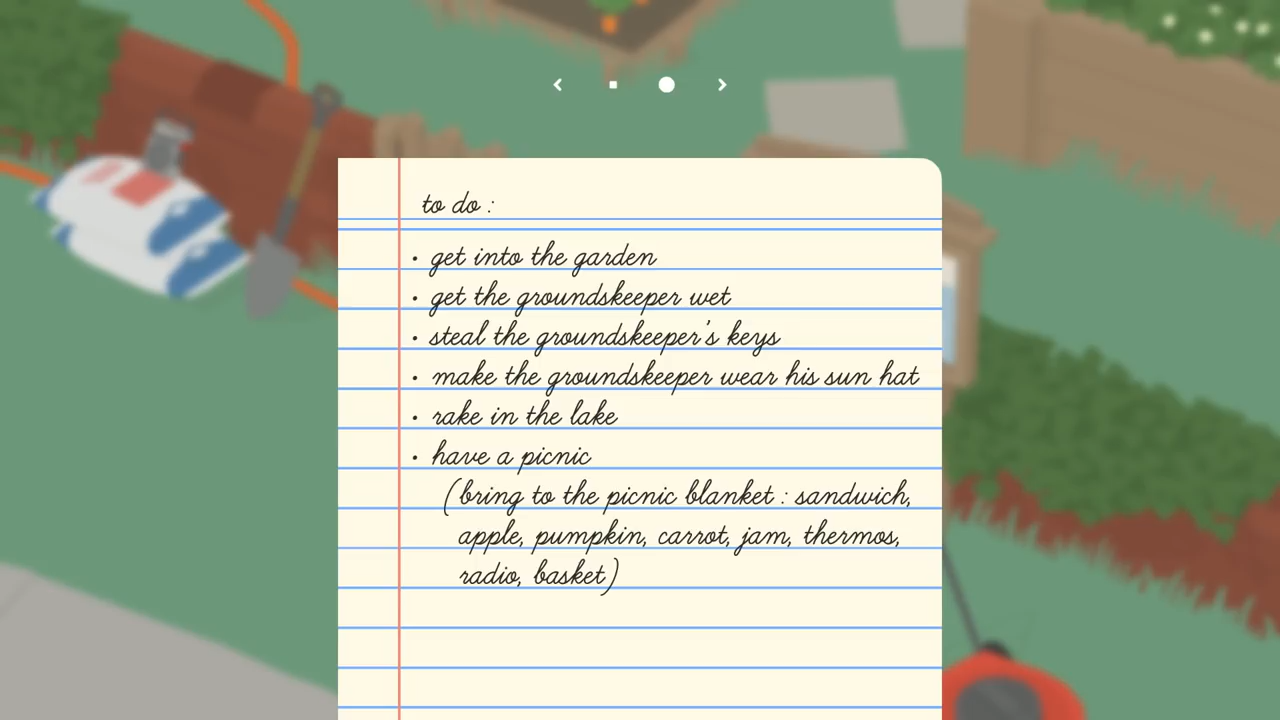 to do :
• get into the garden
• get the groundskeeper wet
• steal the groundskeeper's keys
• make the groundskeeper wear his sun hat
• rake in the lake
• have a picnic
(bring to the picnic blanket : sandwich,
apple, pumpkin, carrot, jam, thermos,
radio, basket)